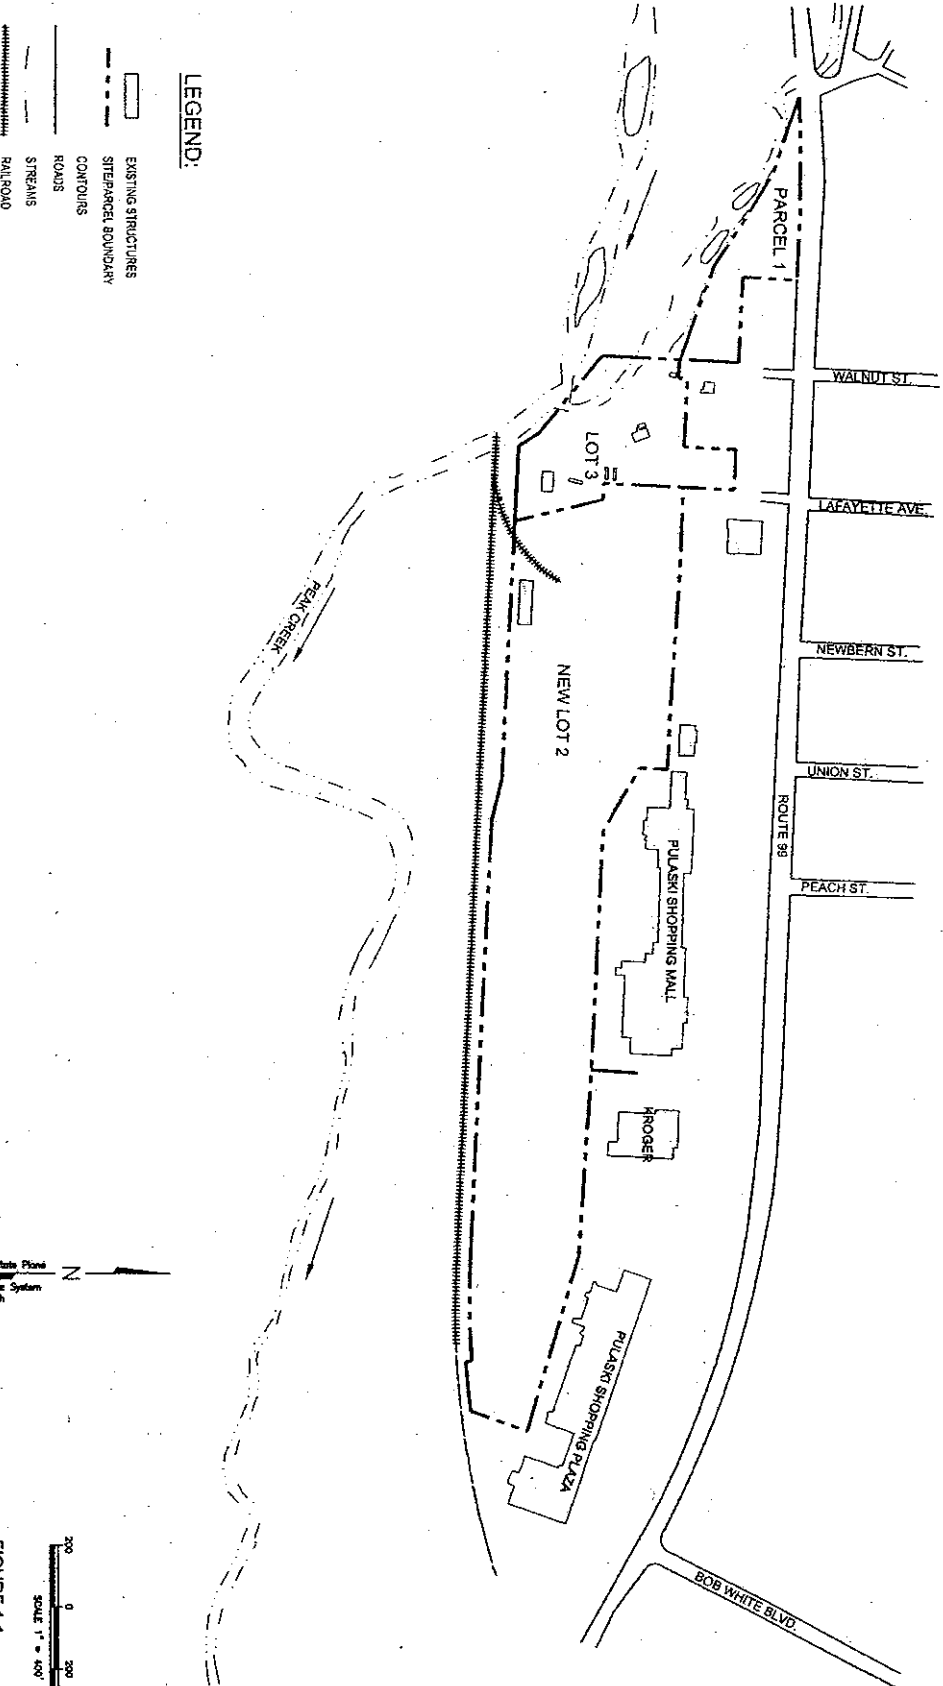 PARCEL 1
WALNUT ST.
LAFAYETTE AVE.
NEWBERN ST.
UNION ST.
PEACH ST.
ROUTE 99
LOT 3
NEW LOT 2
PULASKI SHOPPING MALL
KROGER
PULASKI SHOPPING PLAZA
BOB WHITE BLVD.
PEAK CREEK
LEGEND:
EXISTING STRUCTURES
SITE/PARCEL BOUNDARY
CONTOURS
ROADS
STREAMS
RAILROAD
N
Plane
System
200 0 200
SCALE 1" = 400'